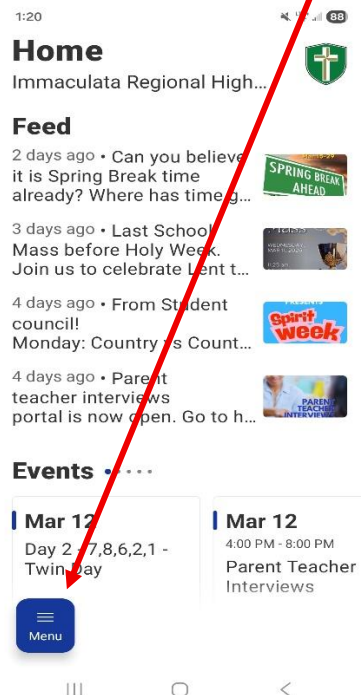 1:20
88
Home
Immaculata Regional High...
Feed
2 days ago • Can you believe
it is Spring Break time
already? Where has time g...
SPRING BREAK
AHEAD
3 days ago • Last School
Mass before Holy Week.
Join us to celebrate Lent t...
4 days ago • From Student
council!
Monday: Country vs Count...
Spirit
Week
4 days ago • Parent
teacher interviews
portal is now open. Go to h...
PARENT
TEACHER
INTERVIEWS
Events
Mar 12
Day 2 - 7,8,6,2,1 -
Twin Day
Mar 12
4:00 PM - 8:00 PM
Parent Teacher
Interviews
Menu